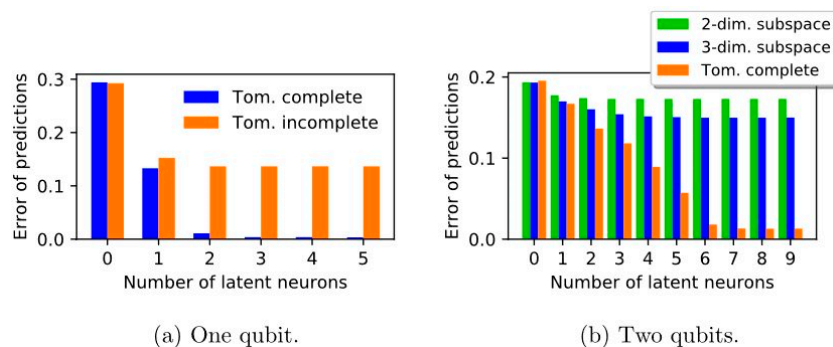 Error of predictions
0.3
0.2
0.1
0.0
Tom. complete
Tom. incomplete
0 1 2 3 4 5
Number of latent neurons
(a) One qubit.
2-dim. subspace
3-dim. subspace
Tom. complete
Error of predictions
0.2
0.1
0.0
0 1 2 3 4 5 6 7 8 9
Number of latent neurons
(b) Two qubits.